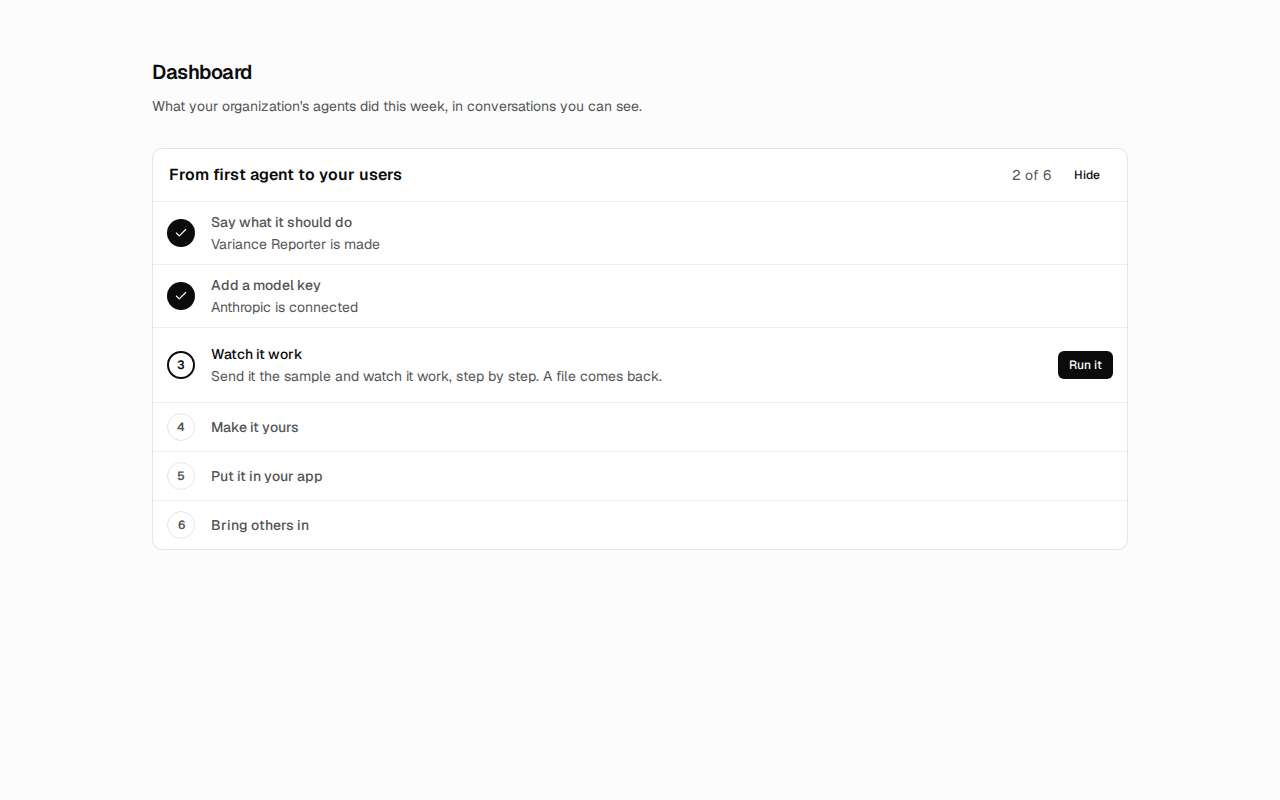 Dashboard
What your organization's agents did this week, in conversations you can see.
From first agent to your users
2 of 6
Hide
Say what it should do
Variance Reporter is made
Add a model key
Anthropic is connected
3
Watch it work
Send it the sample and watch it work, step by step. A file comes back.
Run it
4
Make it yours
5
Put it in your app
6
Bring others in